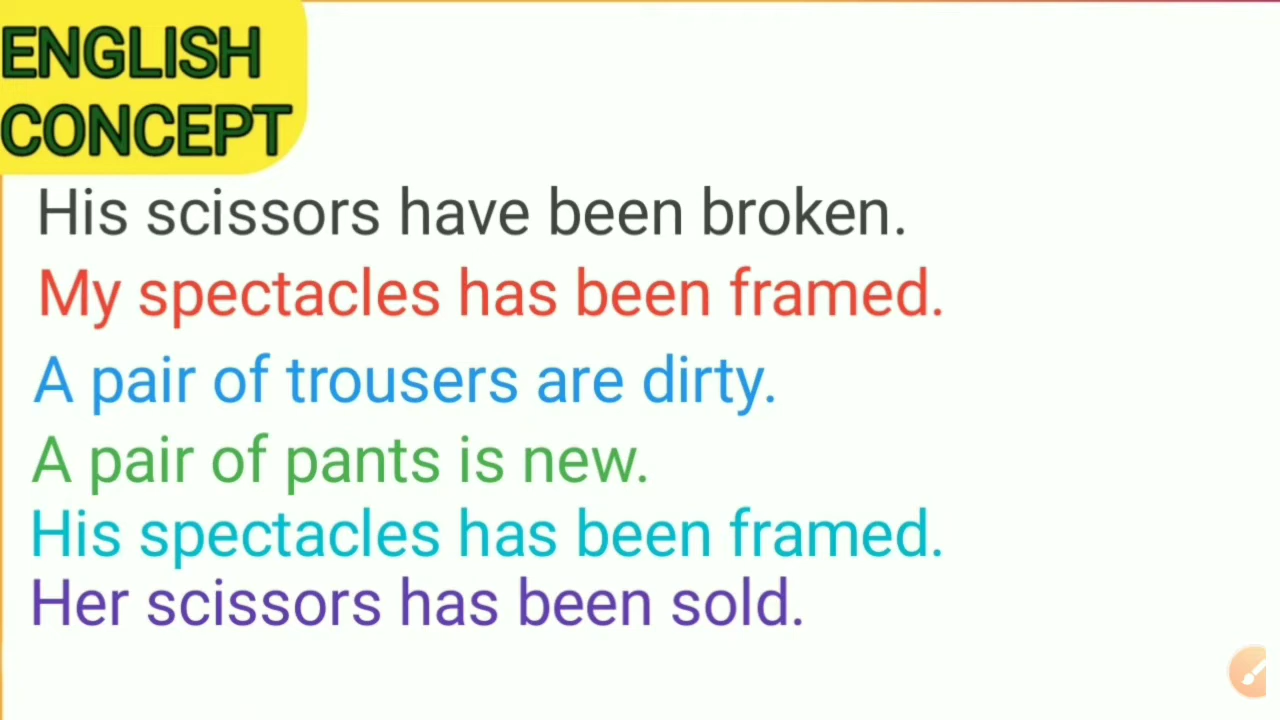 ENGLISH
CONCEPT
His scissors have been broken.
My spectacles has been framed.
A pair of trousers are dirty.
A pair of pants is new.
His spectacles has been framed.
Her scissors has been sold.